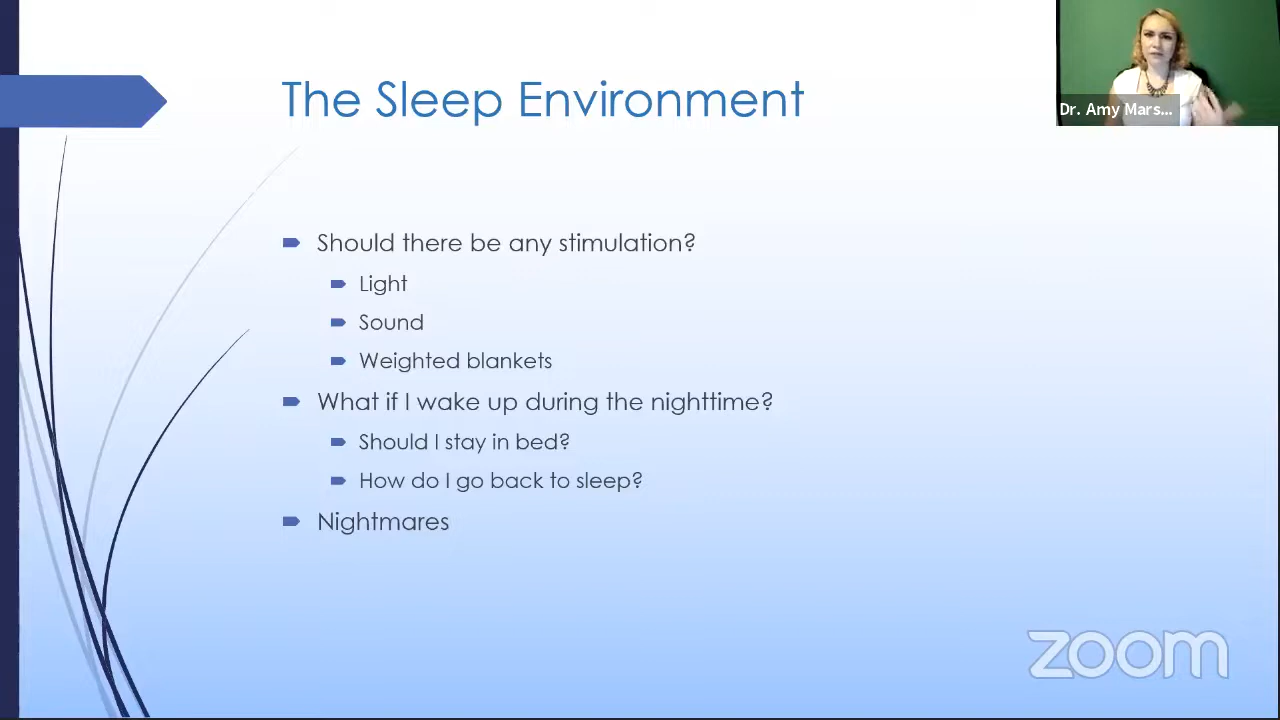 The Sleep Environment
Dr. Amy Mars...
Should there be any stimulation?
Light
Sound
Weighted blankets
What if I wake up during the nighttime?
Should I stay in bed?
How do I go back to sleep?
Nightmares
zoom